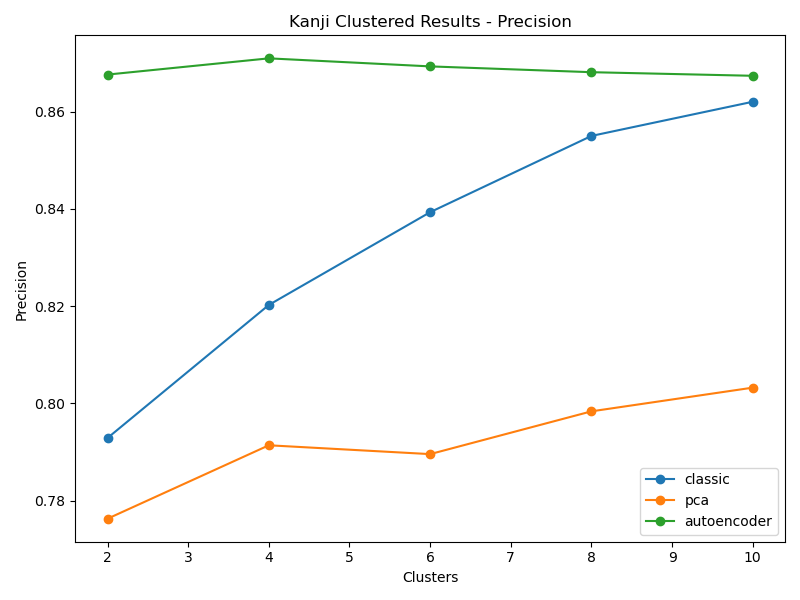 Kanji Clustered Results - Precision
Precision
0.86
0.84
0.82
0.80
0.78
2 3 4 5 6 7 8 9 10
Clusters
classic
pca
autoencoder